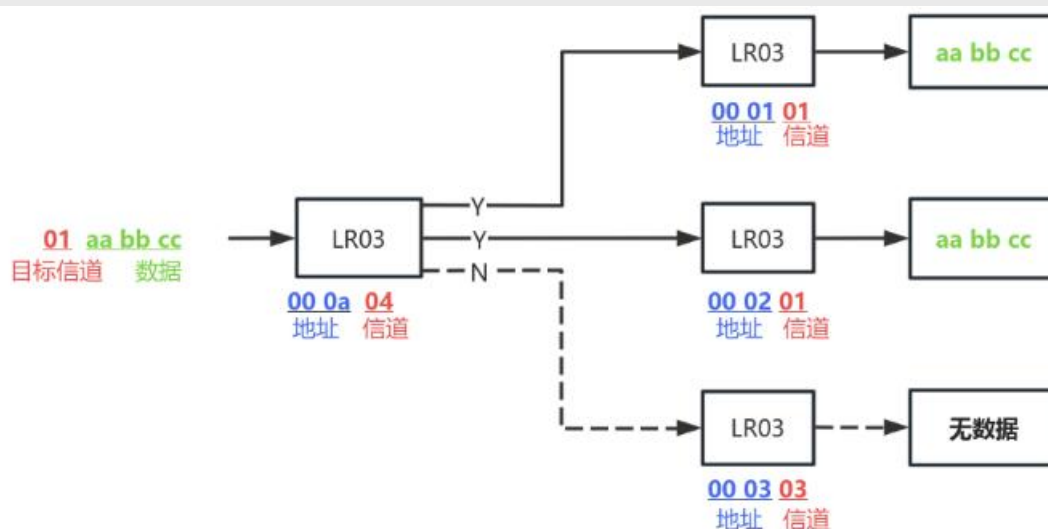 LR03
aa bb cc
00 01 01
地址 信道
Y
01 aa bb cc
目标信道 数据
LR03
Y
LR03
aa bb cc
N
00 0a 04
地址 信道
00 02 01
地址 信道
LR03
无数据
00 03 03
地址 信道